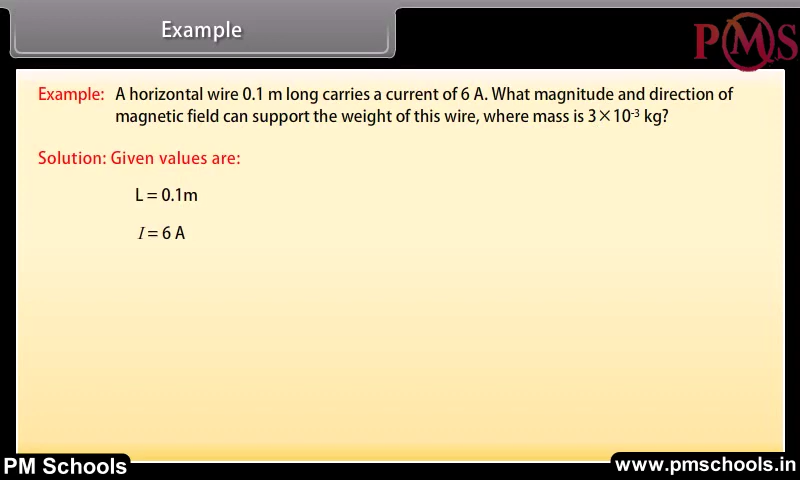 Example
PMS
Example: A horizontal wire 0.1 m long carries a current of 6 A. What magnitude and direction of
magnetic field can support the weight of this wire, where mass is 3×10⁻³ kg?
Solution: Given values are:
L = 0.1m
I = 6 A
PM Schools
www.pmschools.in